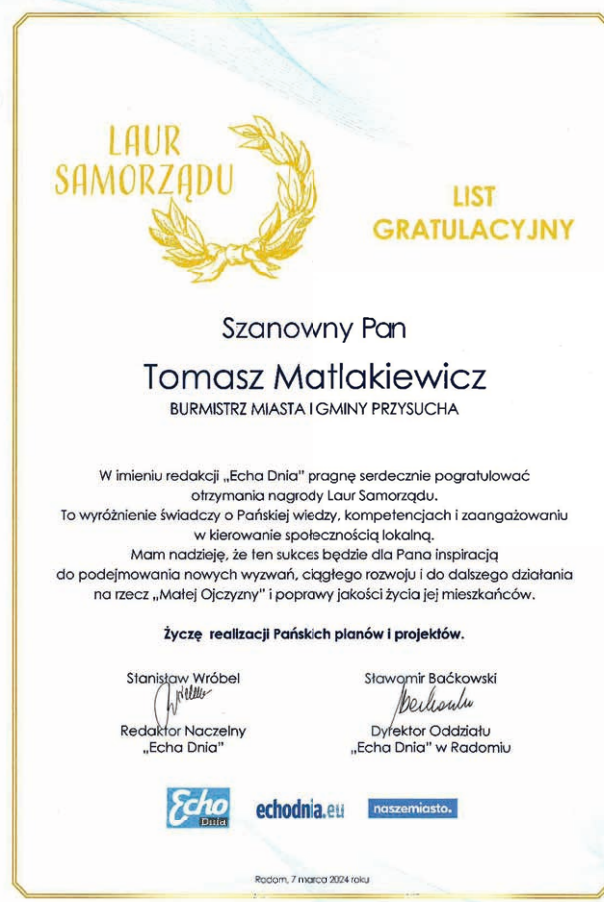 LAUR
SAMORZĄDU
LIST
GRATULACYJNY
Szanowny Pan
Tomasz Matlakiewicz
BURMISTRZ MIASTA I GMINY PRZYSUCHA
W imieniu redakcji „Echa Dnia” pragnę serdecznie pogratulować
otrzymania nagrody Laur Samorządu.
To wyróżnienie świadczy o Pańskiej wiedzy, kompetencjach i zaangażowaniu
w kierowanie społecznością lokalną.
Mam nadzieję, że ten sukces będzie dla Pana inspiracją
do podejmowania nowych wyzwań, ciągłego rozwoju i do dalszego działania
na rzecz „Małej Ojczyzny” i poprawy jakości życia jej mieszkańców.
Życzę realizacji Pańskich planów i projektów.
Stanisław Wróbel
Redaktor Naczelny
„Echa Dnia”
Sławomir Baćkowski
Dyrektor Oddziału
„Echa Dnia” w Radomiu
Echo
Dnia
echodnia.eu
naszemiasto.
Radom, 7 marca 2024 roku